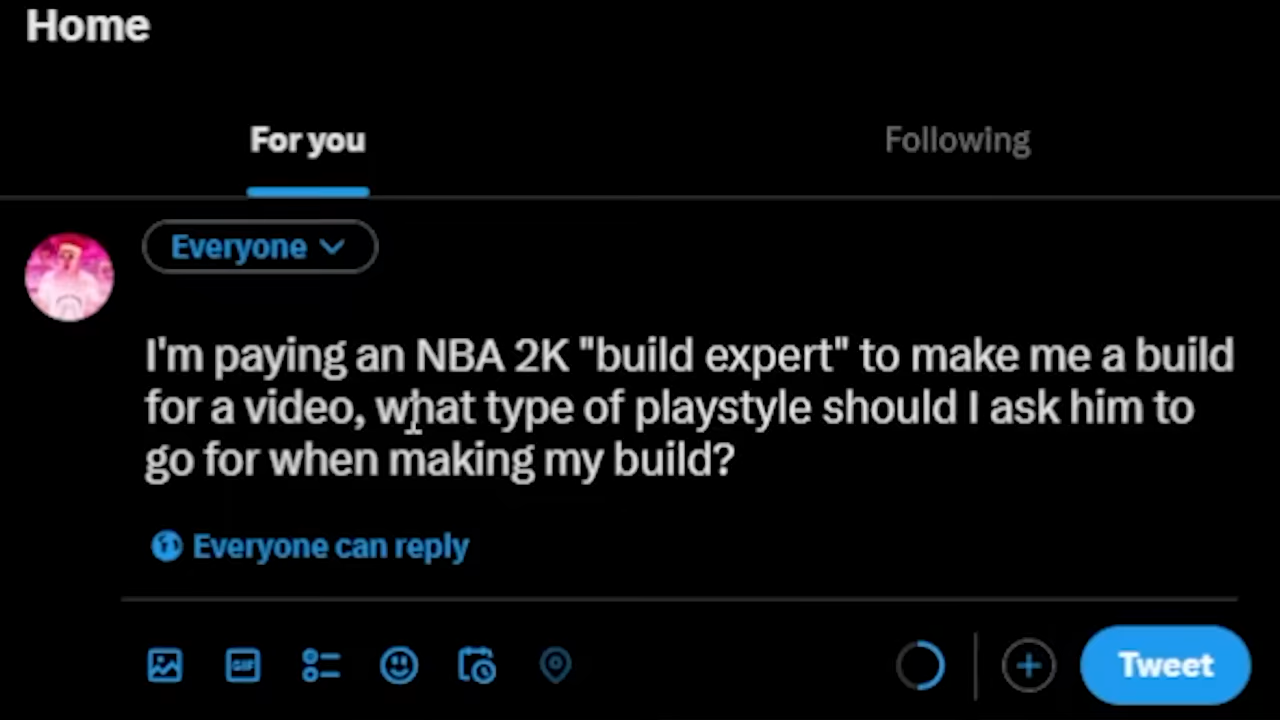 Home
For you
Following
Everyone
I'm paying an NBA 2K "build expert" to make me a build
for a video, what type of playstyle should I ask him to
go for when making my build?
Everyone can reply
GIF
Tweet